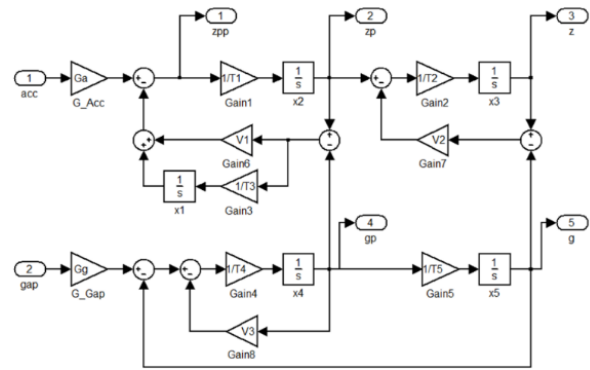 1
zpp
2
zp
3
z
1
acc
Ga
G_Acc
+-
1/T1
Gain1
1
s
x2
+-
1/T2
Gain2
1
s
x3
+
+
V1
Gain6
+
-
V2
Gain7
+
-
1
s
x1
1/T3
Gain3
4
gp
5
g
2
gap
Gg
G_Gap
+-
+-
1/T4
Gain4
1
s
x4
1/T5
Gain5
1
s
x5
V3
Gain8